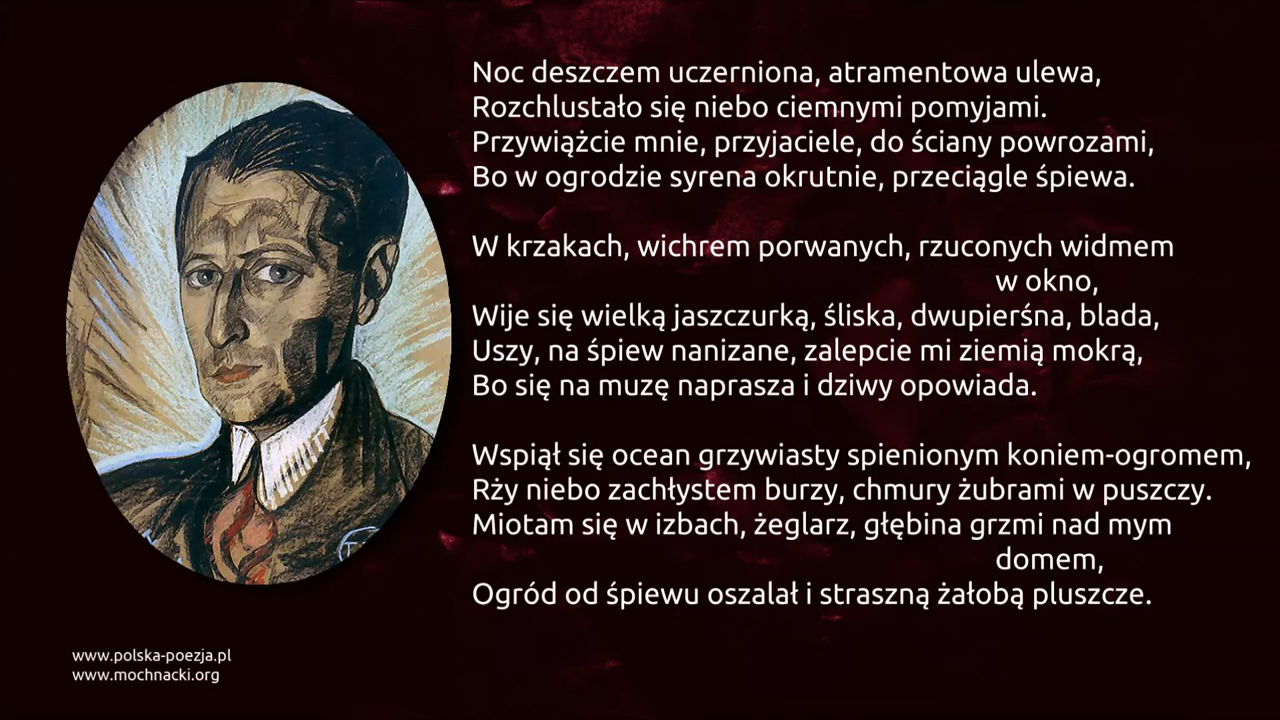 Noc deszczem uczerniona, atramentowa ulewa,
Rozchlustało się niebo ciemnymi pomyjami.
Przywiążcie mnie, przyjaciele, do ściany powrozami,
Bo w ogrodzie syrena okrutnie, przeciągle śpiewa.

W krzakach, wichrem porwanych, rzuconych widmem
w okno,
Wije się wielką jaszczurką, śliska, dwupierśna, blada,
Uszy, na śpiew nanizane, zalepcie mi ziemią mokrą,
Bo się na muzę naprasza i dziwy opowiada.

Wspiął się ocean grzywiasty spienionym koniem-ogromem,
Rży niebo zachłystem burzy, chmury żubrami w puszczy.
Miotam się w izbach, żeglarz, głębina grzmi nad mym
domem,
Ogród od śpiewu oszalał i straszną żałobą pluszcze.

www.polska-poezja.pl
www.mochnacki.org